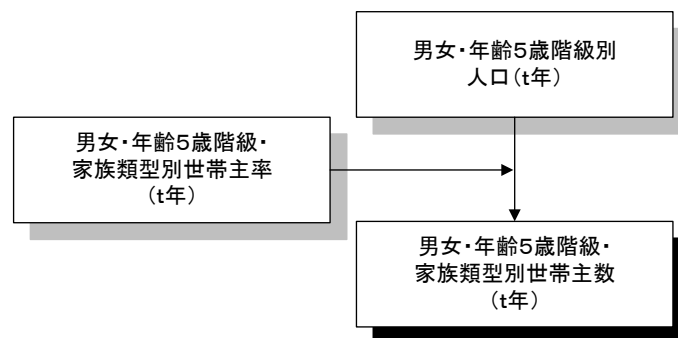 男女・年齢5歳階級別
人口（t年）
男女・年齢5歳階級・
家族類型別世帯主率
（t年）
男女・年齢5歳階級・
家族類型別世帯主数
（t年）